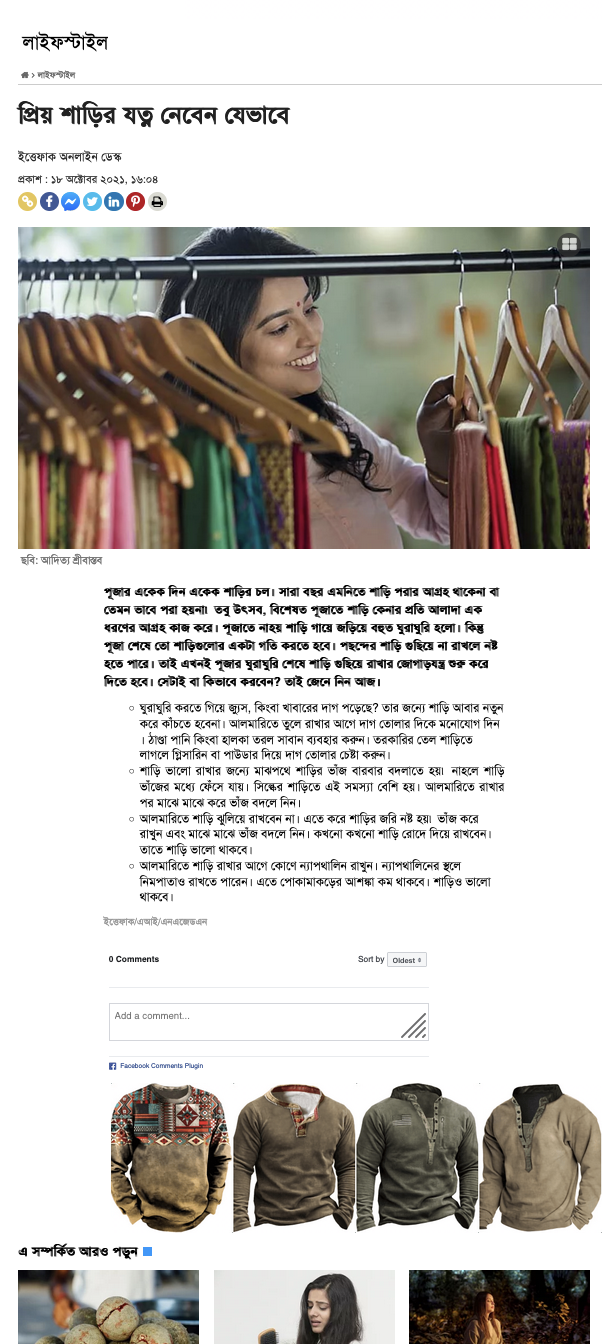 লাইফস্টাইল
› লাইফস্টাইল
প্রিয় শাড়ির যত্ন নেবেন যেভাবে
ইত্তেফাক অনলাইন ডেস্ক
প্রকাশ : ১৮ অক্টোবর ২০২১, ১৬:০৪
ছবি: আদিত্য শ্রীবাস্তব
পূজার একেক দিন একেক শাড়ির চল। সারা বছর এমনিতে শাড়ি পরার আগ্রহ থাকেনা বা
তেমন ভাবে পরা হয়না৷ তবু উৎসব, বিশেষত পূজাতে শাড়ি কেনার প্রতি আলাদা এক
ধরণের আগ্রহ কাজ করে। পূজাতে নাহয় শাড়ি গায়ে জড়িয়ে বহুত ঘুরাঘুরি হলো। কিন্তু
পূজা শেষে তো শাড়িগুলোর একটা গতি করতে হবে। পছন্দের শাড়ি গুছিয়ে না রাখলে নষ্ট
হতে পারে। তাই এখনই পূজার ঘুরাঘুরি শেষে শাড়ি গুছিয়ে রাখার জোগাড়যন্ত্র শুরু করে
দিতে হবে। সেটাই বা কিভাবে করবেন? তাই জেনে নিন আজ।
ঘুরাঘুরি করতে গিয়ে জ্যুস, কিংবা খাবারের দাগ পড়েছে? তার জন্যে শাড়ি আবার নতুন
করে কাঁচতে হবেনা। আলমারিতে তুলে রাখার আগে দাগ তোলার দিকে মনোযোগ দিন
। ঠাণ্ডা পানি কিংবা হালকা তরল সাবান ব্যবহার করুন। তরকারির তেল শাড়িতে
লাগলে গ্লিসারিন বা পাউডার দিয়ে দাগ তোলার চেষ্টা করুন।
শাড়ি ভালো রাখার জন্যে মাঝপথে শাড়ির ভাঁজ বারবার বদলাতে হয়৷ নাহলে শাড়ি
ভাঁজের মধ্যে ফেঁসে যায়। সিল্কের শাড়িতে এই সমস্যা বেশি হয়। আলমারিতে রাখার
পর মাঝে মাঝে করে ভাঁজ বদলে নিন।
আলমারিতে শাড়ি ঝুলিয়ে রাখবেন না। এতে করে শাড়ির জরি নষ্ট হয়৷ ভাঁজ করে
রাখুন এবং মাঝে মাঝে ভাঁজ বদলে নিন। কখনো কখনো শাড়ি রোদে দিয়ে রাখবেন।
তাতে শাড়ি ভালো থাকবে।
আলমারিতে শাড়ি রাখার আগে কোণে ন্যাপথালিন রাখুন। ন্যাপথালিনের স্থলে
নিমপাতাও রাখতে পারেন। এতে পোকামাকড়ের আশঙ্কা কম থাকবে। শাড়িও ভালো
থাকবে।
ইত্তেফাক/এআই/এনএজেডএন
0 Comments
Sort by Oldest
Add a comment...
Facebook Comments Plugin
এ সম্পর্কিত আরও পড়ুন